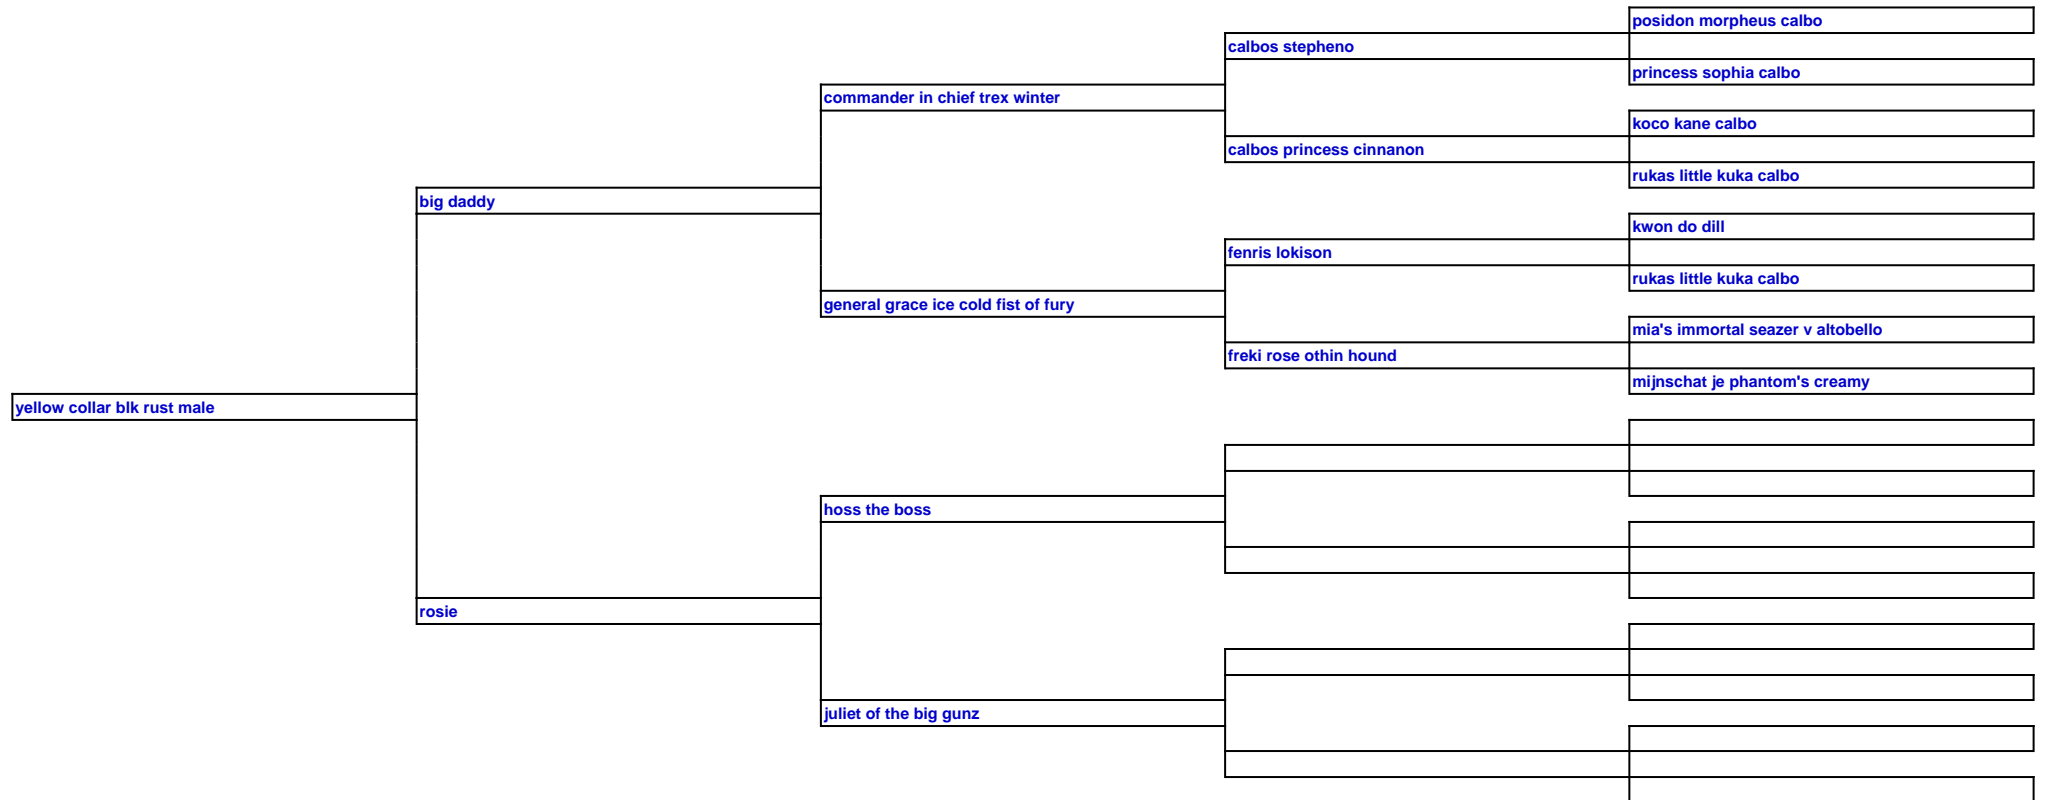 posidon morpheus calbo
calbos stepheno
princess sophia calbo
commander in chief trex winter
koco kane calbo
calbos princess cinnanon
rukas little kuka calbo
big daddy
kwon do dill
fenris lokison
rukas little kuka calbo
general grace ice cold fist of fury
mia's immortal seazer v altobello
freki rose othin hound
mijnschat je phantom's creamy
yellow collar blk rust male
hoss the boss
rosie
juliet of the big gunz